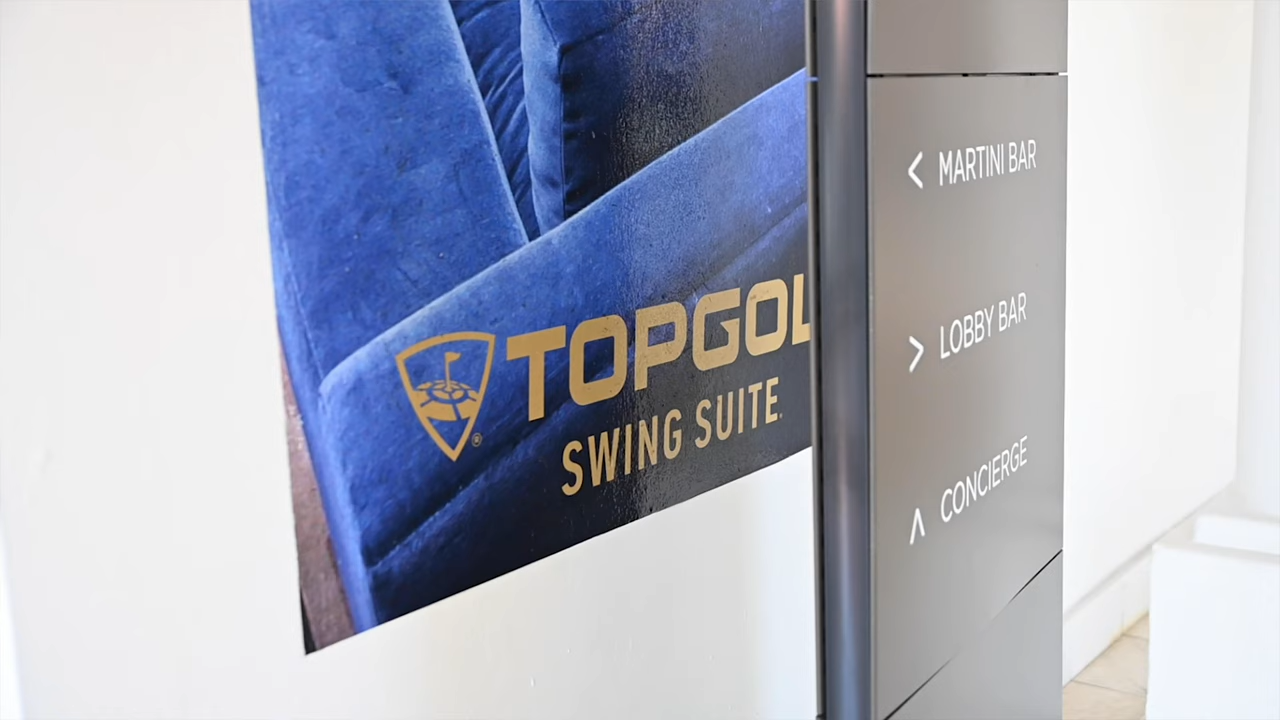 TOPGOL
SWING SUITE
< MARTINI BAR
> LOBBY BAR
∧ CONCIERGE